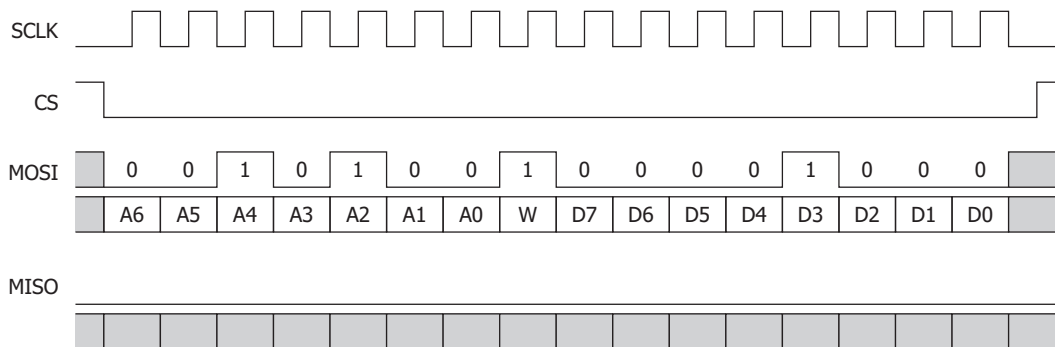 SCLK
CS
MOSI 0 0 1 0 1 0 0 1 0 0 0 0 1 0 0 0
A6 A5 A4 A3 A2 A1 A0 W D7 D6 D5 D4 D3 D2 D1 D0
MISO